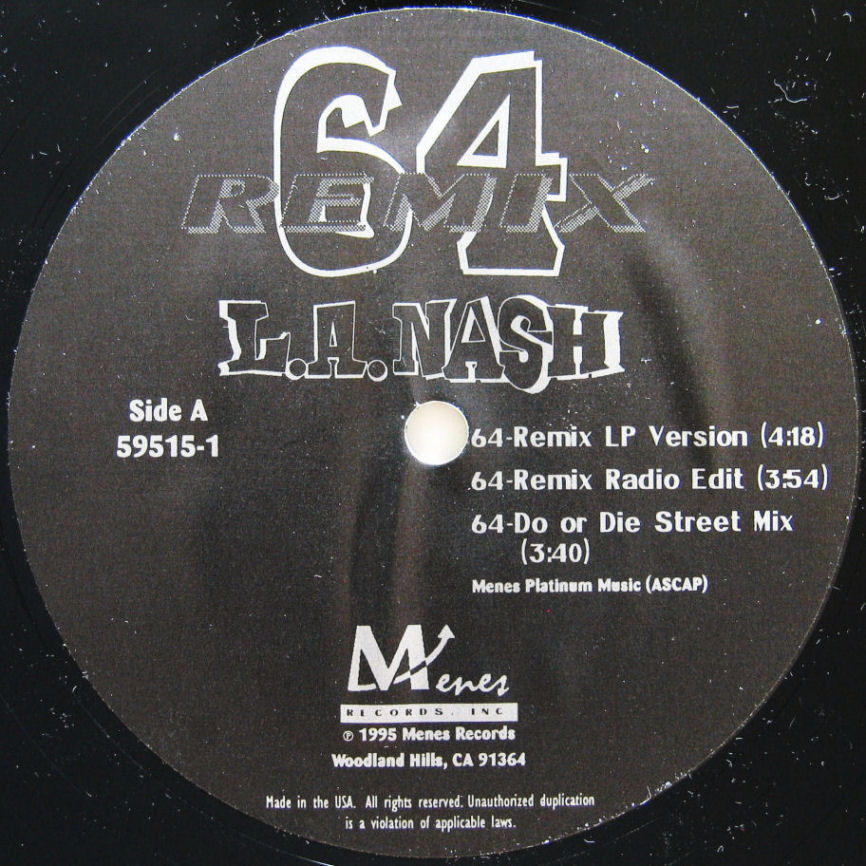 64
REMIX
L.A. NASH
Side A
59515-1
64-Remix LP Version (4:18)
64-Remix Radio Edit (3:54)
64-Do or Die Street Mix
(3:40)
Menes Platinum Music (ASCAP)
Menes
RECORDS, INC
℗ 1995 Menes Records
Woodland Hills, CA 91364
Made in the USA. All rights reserved. Unauthorized duplication
is a violation of applicable laws.